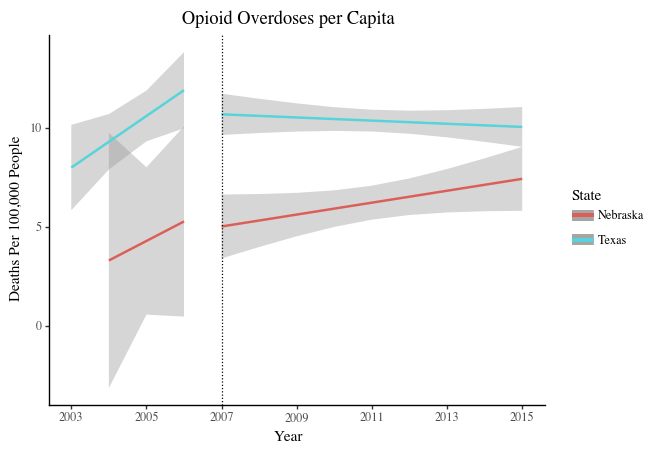 Opioid Overdoses per Capita
Deaths Per 100,000 People
10
5
0
2003 2005 2007 2009 2011 2013 2015
Year
State
Nebraska
Texas